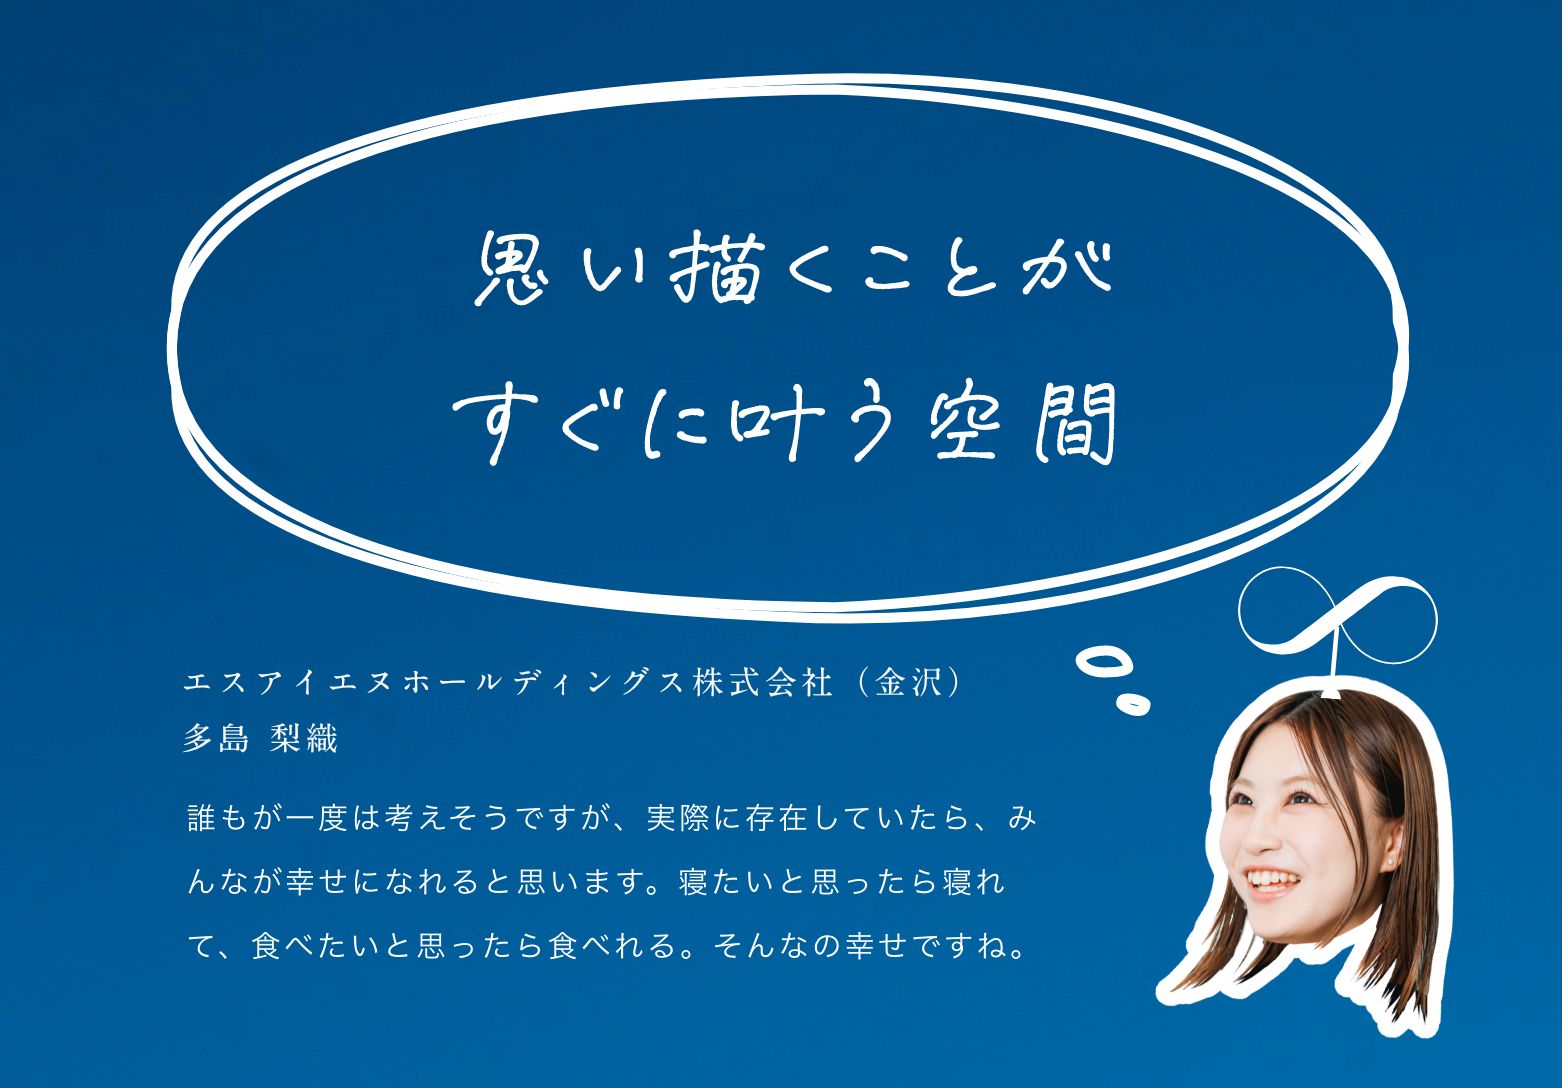 思い描くことが
すぐに叶う空間
エスアイエヌホールディングス株式会社（金沢）
多島 梨織
誰もが一度は考えそうですが、実際に存在していたら、み
んなが幸せになれると思います。寝たいと思ったら寝れ
て、食べたいと思ったら食べれる。そんなの幸せですね。